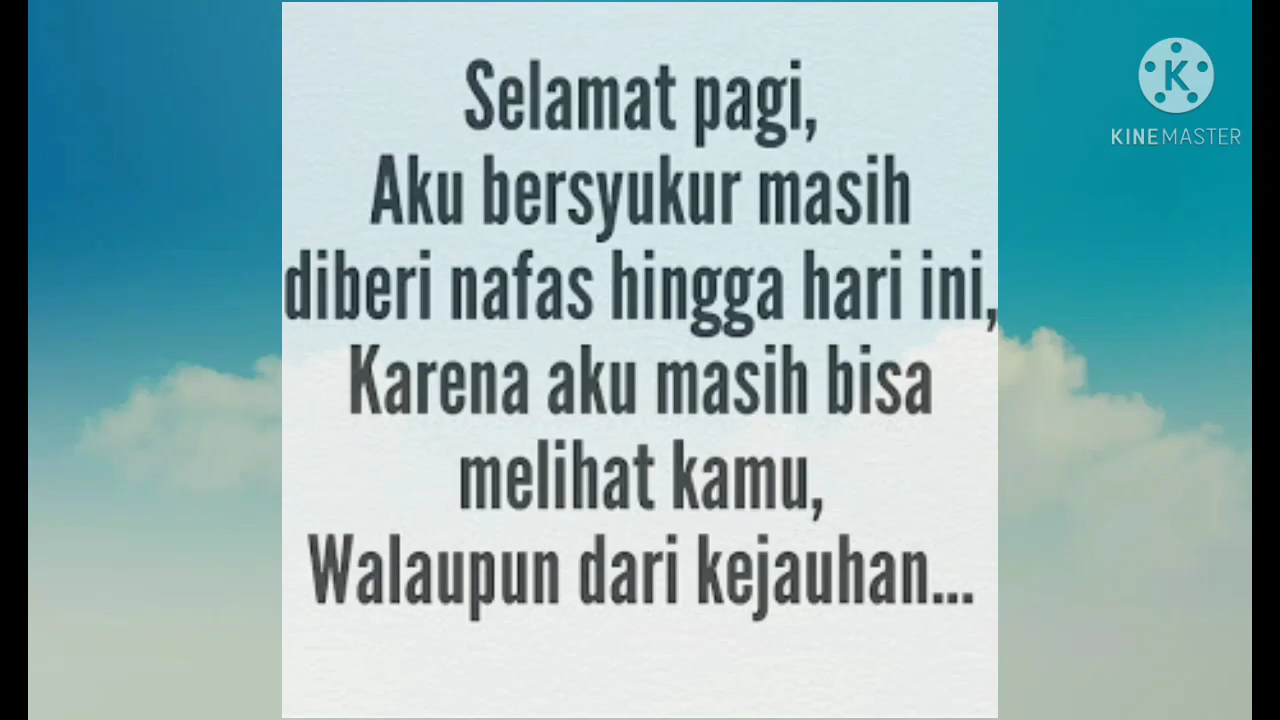 Selamat pagi,
Aku bersyukur masih
diberi nafas hingga hari ini,
Karena aku masih bisa
melihat kamu,
Walaupun dari kejauhan...
K
KINEMASTER